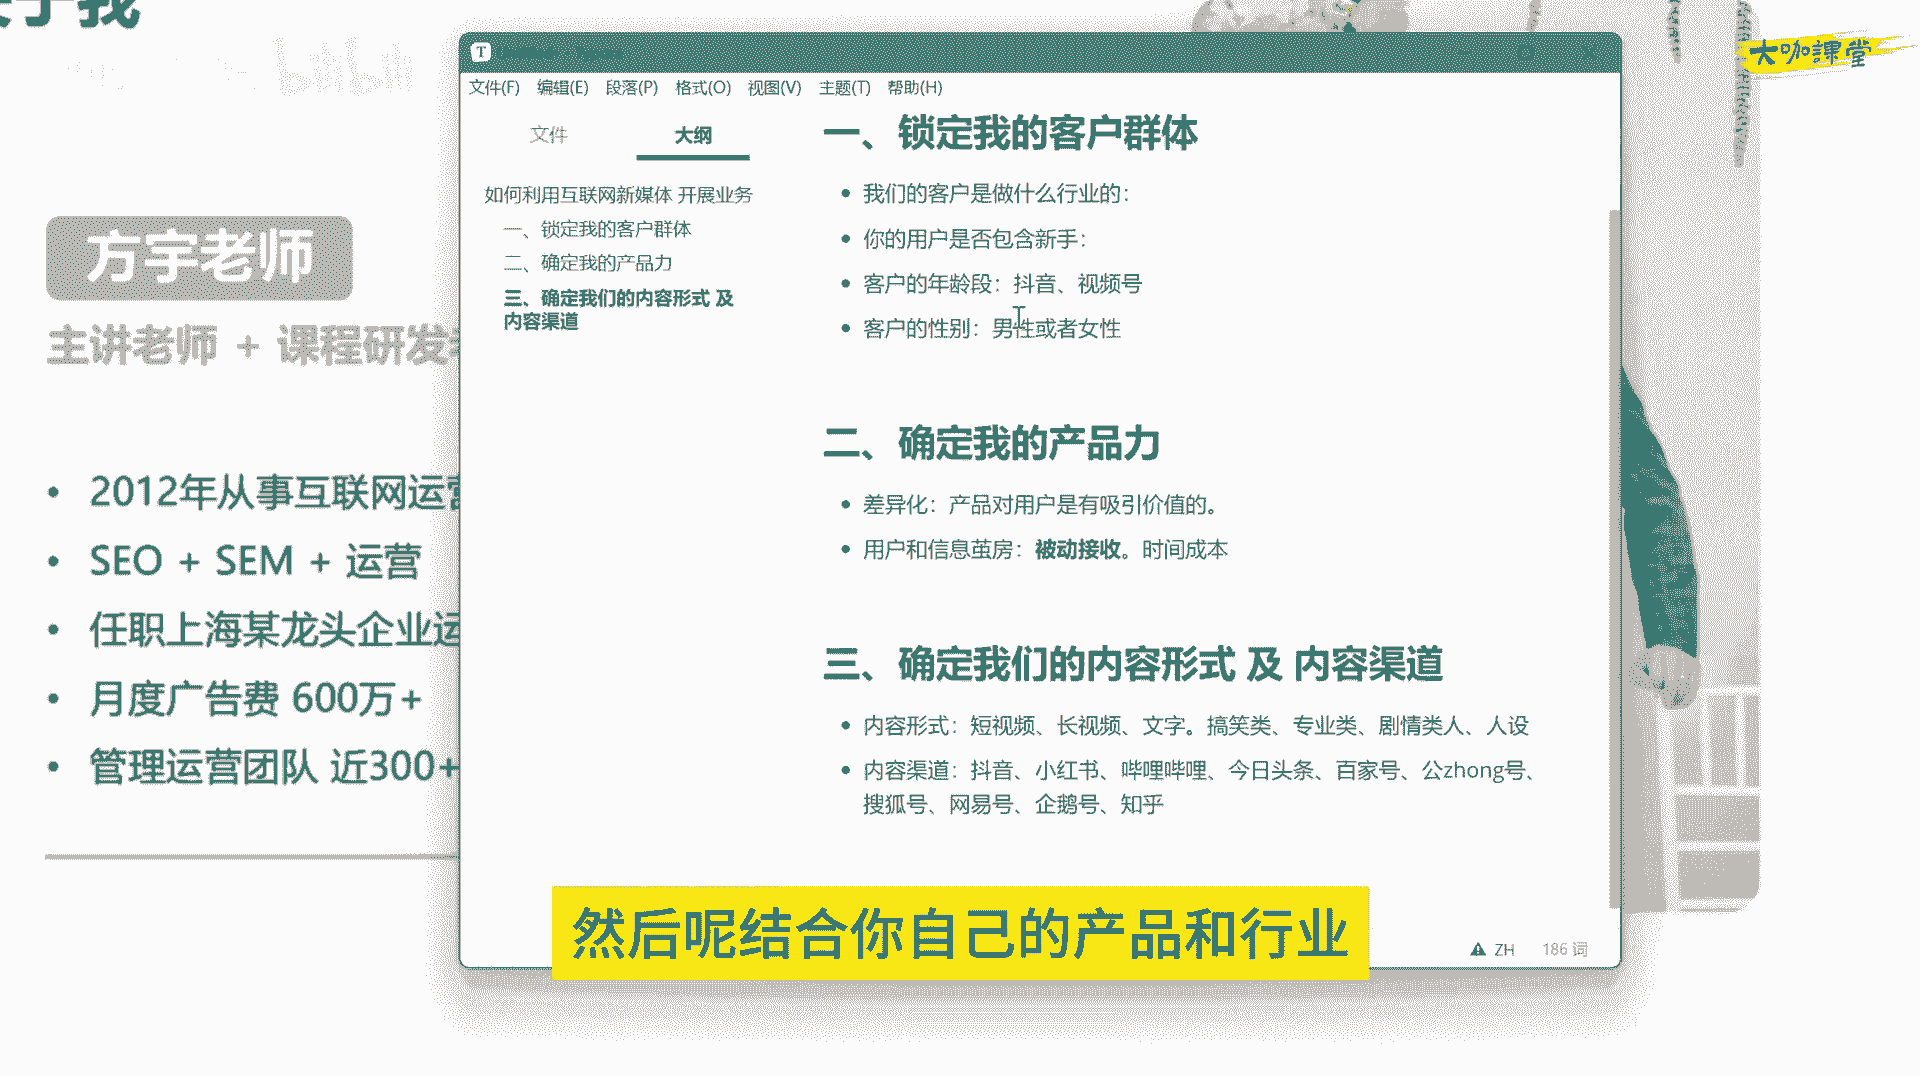 bilibili
大咖課堂
方宇老师
主讲老师 + 课程研发
2012年从事互联网运营
SEO + SEM + 运营
任职上海某龙头企业运
月度广告费 600万+
管理运营团队 近300+
T
文件(F) 编辑(E) 段落(P) 格式(O) 视图(V) 主题(T) 帮助(H)
文件 大纲
如何利用互联网新媒体 开展业务
一、锁定我的客户群体
二、确定我的产品力
三、确定我们的内容形式 及
内容渠道
一、锁定我的客户群体
我们的客户是做什么行业的：
你的用户是否包含新手：
客户的年龄段：抖音、视频号
客户的性别：男性或者女性
二、确定我的产品力
差异化：产品对用户是有吸引价值的。
用户和信息茧房：被动接收。时间成本
三、确定我们的内容形式 及 内容渠道
内容形式：短视频、长视频、文字。搞笑类、专业类、剧情类人、人设
内容渠道：抖音、小红书、哔哩哔哩、今日头条、百家号、公zhong号、
搜狐号、网易号、企鹅号、知乎
ZH 186 词
然后呢结合你自己的产品和行业